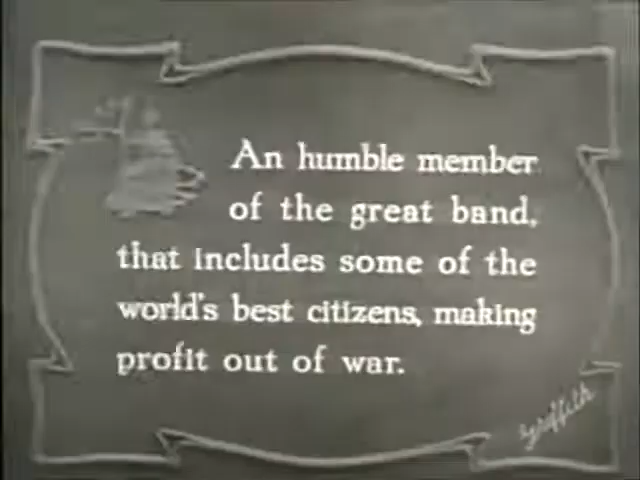 An humble member
of the great band,
that includes some of the
world's best citizens, making
profit out of war.
Griffith